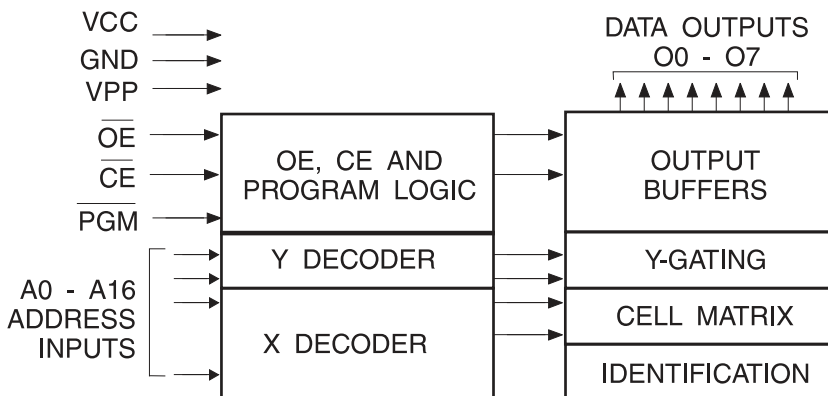 VCC
GND
VPP
OE
CE
PGM
A0 - A16
ADDRESS
INPUTS
OE, CE AND
PROGRAM LOGIC
Y DECODER
X DECODER
DATA OUTPUTS
O0 - O7
OUTPUT
BUFFERS
Y-GATING
CELL MATRIX
IDENTIFICATION